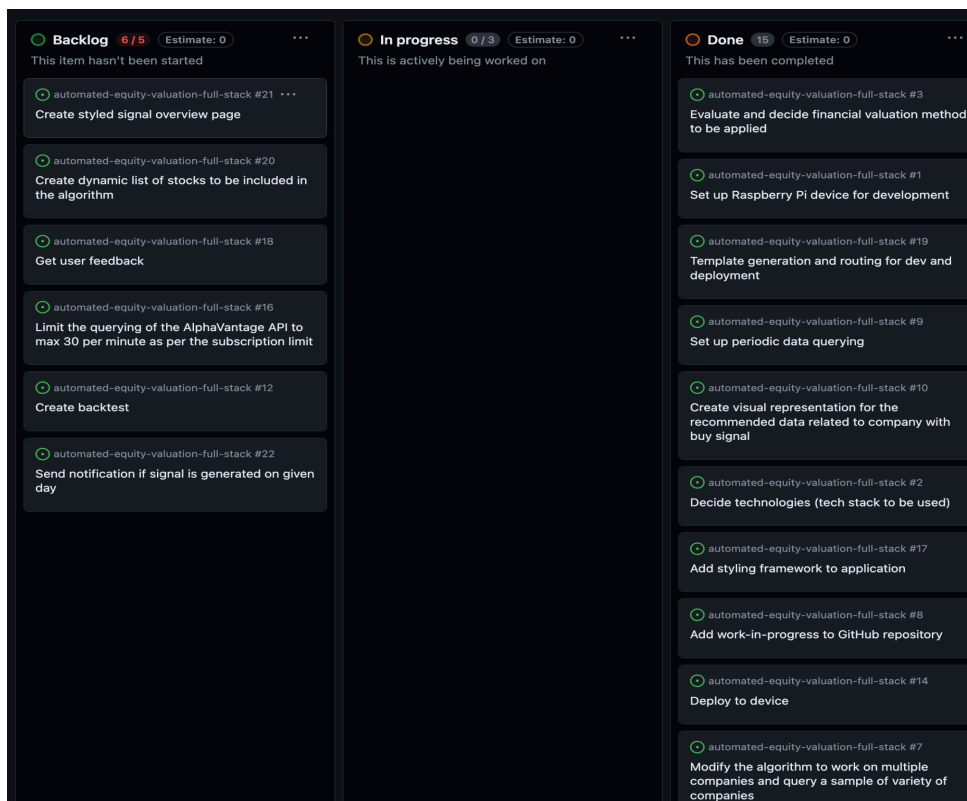 Backlog 6 / 5 Estimate: 0 ···
This item hasn't been started
automated-equity-valuation-full-stack #21 ···
Create styled signal overview page
automated-equity-valuation-full-stack #20
Create dynamic list of stocks to be included in
the algorithm
automated-equity-valuation-full-stack #18
Get user feedback
automated-equity-valuation-full-stack #16
Limit the querying of the AlphaVantage API to
max 30 per minute as per the subscription limit
automated-equity-valuation-full-stack #12
Create backtest
automated-equity-valuation-full-stack #22
Send notification if signal is generated on given
day
In progress 0 / 3 Estimate: 0 ···
This is actively being worked on
Done 15 Estimate: 0 ···
This has been completed
automated-equity-valuation-full-stack #3
Evaluate and decide financial valuation method
to be applied
automated-equity-valuation-full-stack #1
Set up Raspberry Pi device for development
automated-equity-valuation-full-stack #19
Template generation and routing for dev and
deployment
automated-equity-valuation-full-stack #9
Set up periodic data querying
automated-equity-valuation-full-stack #10
Create visual representation for the
recommended data related to company with
buy signal
automated-equity-valuation-full-stack #2
Decide technologies (tech stack to be used)
automated-equity-valuation-full-stack #17
Add styling framework to application
automated-equity-valuation-full-stack #8
Add work-in-progress to GitHub repository
automated-equity-valuation-full-stack #14
Deploy to device
automated-equity-valuation-full-stack #7
Modify the algorithm to work on multiple
companies and query a sample of variety of
companies